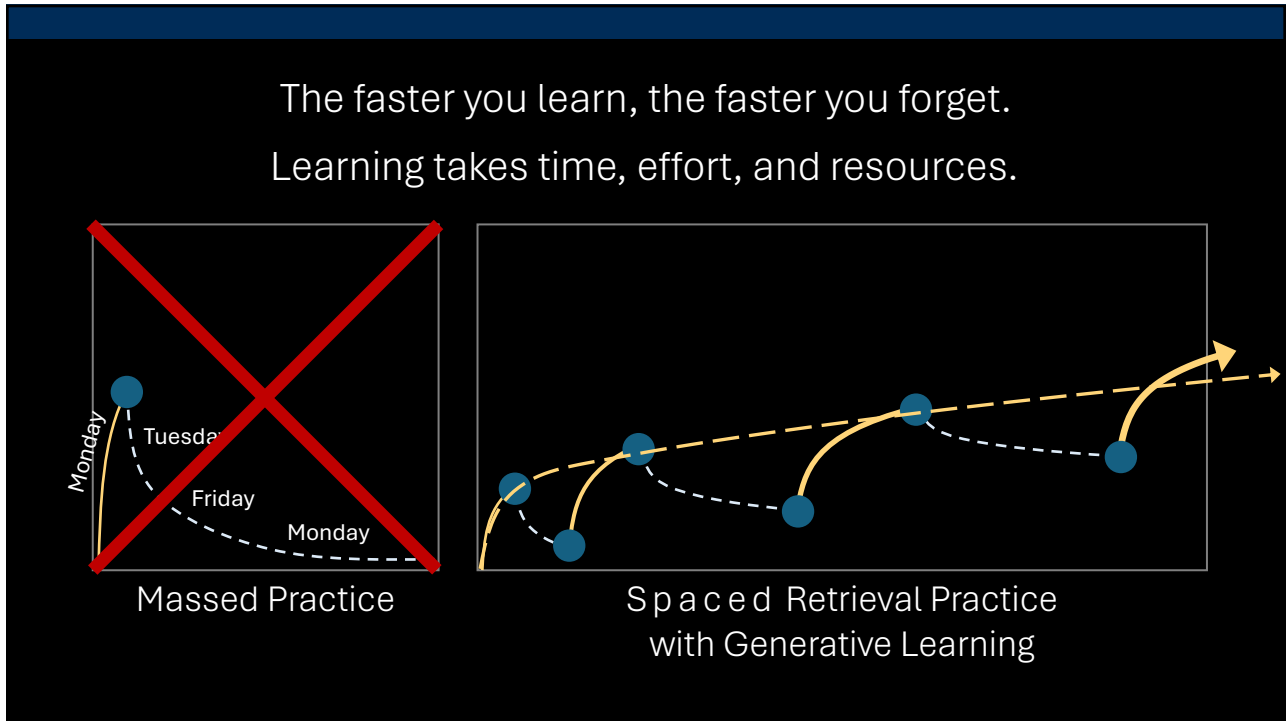 The faster you learn, the faster you forget.
Learning takes time, effort, and resources.
Monday
Tuesday
Friday
Monday
Massed Practice
Spaced Retrieval Practice
with Generative Learning